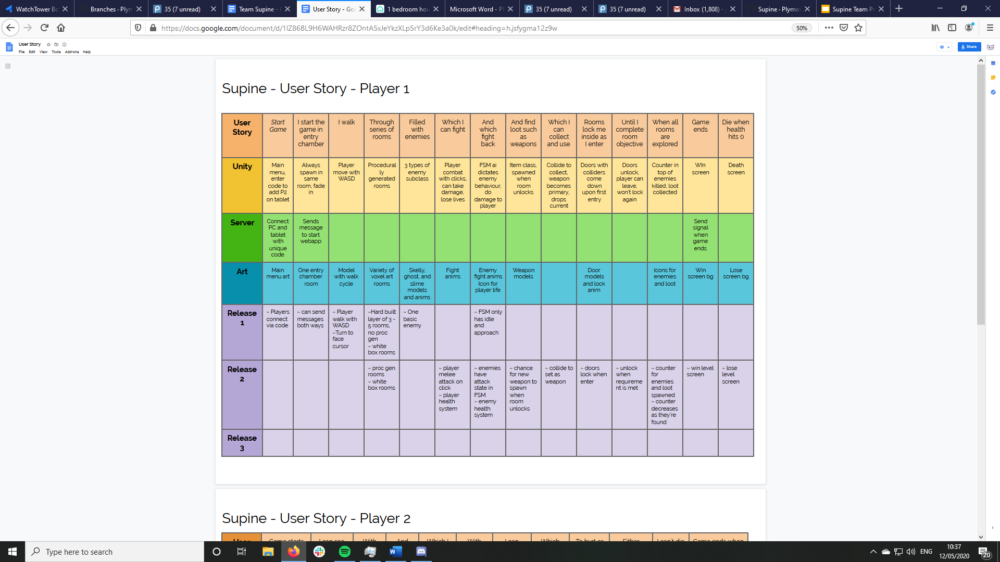 WatchTower Bo
Branches · Plym
35 (7 unread)
Team Supine -
User Story - Goo
1 bedroom hou
Microsoft Word - P
35 (7 unread)
35 (7 unread)
Inbox (1,808) -
Supine · Plymo
Supine Team P
https://docs.google.com/document/d/1lZ86BL9H6WAHRzr8ZOntA5xJeYkzXLp5rY3d6Ke3a0k/edit#heading=h.jsfygma12z9w
50%
User Story
File Edit View Tools Add-ons Help
Share
Supine - User Story - Player 1
User
Story
Start
Game
I start the
game in
entry
chamber
I walk
Through
series of
rooms
Filled
with
enemies
Which I
can fight
And
which
fight
back
And find
loot such
as
weapons
Which I
can
collect
and use
Rooms
lock me
inside as
I enter
Until I
complete
room
objective
When all
rooms
are
explored
Game
ends
Die when
health
hits 0
Unity
Main
menu,
enter
code to
add P2
on tablet
Always
spawn in
same
room, fade
in
Player
move with
WASD
Procedural
ly
generated
rooms
3 types of
enemy
subclass
Player
combat
with clicks,
can take
damage,
lose lives
FSM ai
dictates
enemy
behaviour,
do
damage to
player
Item class,
spawned
when
room
unlocks
Collide to
collect,
weapon
becomes
primary,
drops
current
Doors with
colliders
come
down
upon first
entry
Doors
unlock,
player can
leave,
won't lock
again
Counter in
top of
enemies
killed, loot
collected
WIn
screen
Death
screen
Server
Connect
PC and
tablet
with
unique
code
Sends
message
to start
webapp
Send
signal
when
game
ends
Art
Main
menu art
One entry
chamber
room
Model
with walk
cycle
Variety of
voxel art
rooms
Skelly,
ghost, and
slime
models
and anims
Fight
anims
Enemy
fight anims
Icon for
player life
Weapon
models
Door
models
and lock
anim
Icons for
enemies
and loot
Win
screen bg
Lose
screen bg
Release
1
~ Players
connect
via code
~ can send
messages
both ways
~ Player
walk with
WASD
~Turn to
face
cursor
~Hard built
layer of 3 -
5 rooms,
no proc
gen
~ white
box rooms
~ One
basic
enemy
~ FSM only
has idle
and
approach
Release
2
~ proc gen
rooms
~ white
box rooms
~ player
melee
attack on
click
~ player
health
system
~ enemies
have
attack
state in
FSM
~ enemy
health
system
~ chance
for new
weapon to
spawn
when
room
unlocks
~ collide to
set as
weapon
~ doors
lock when
enter
~ unlock
when
requireme
nt is met
~ counter
for
enemies
and loot
spawned
~ counter
decreases
as they're
found
~ win level
screen
~ lose
level
screen
Release
3
Supine - User Story - Player 2
Type here to search
ENG
10:37
12/05/2020
20